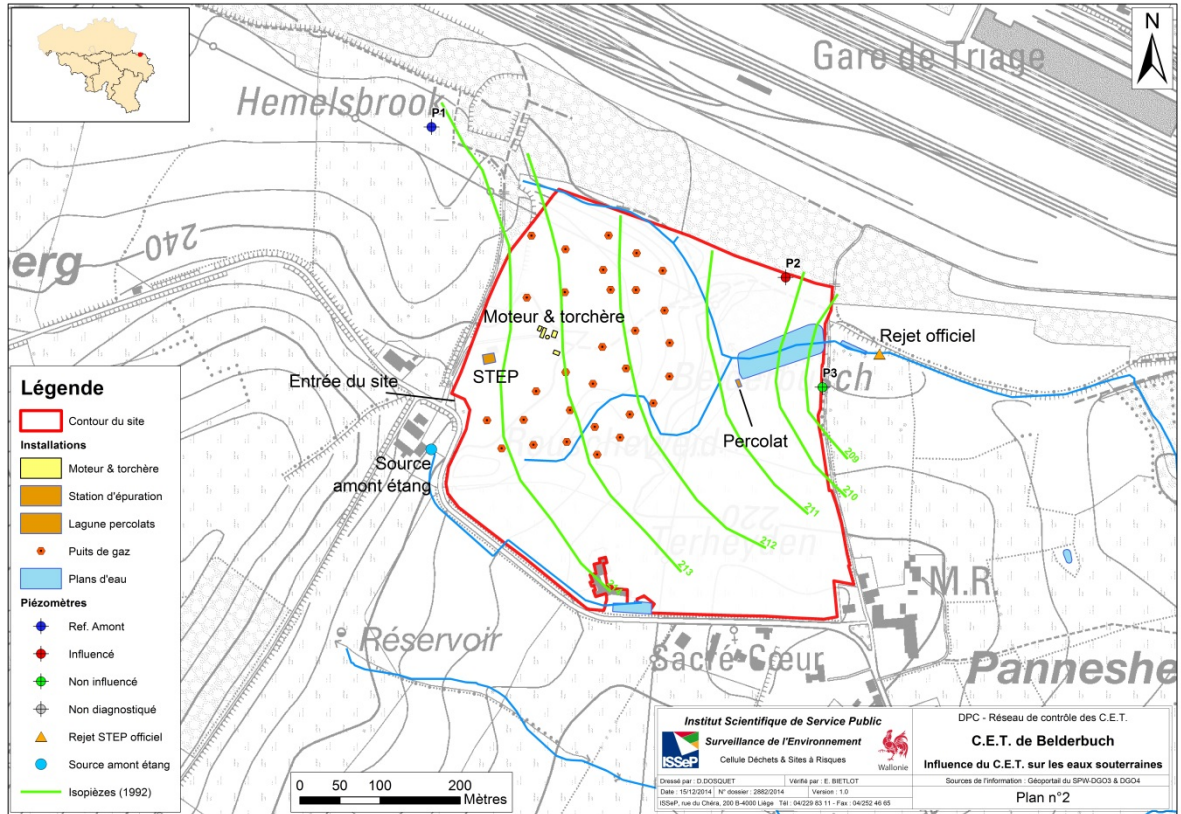 N
Gare de Triage
Hemelsbrook
P1
240
erg
P2
Moteur & torchère
Rejet officiel
STEP
Entrée du site
P3
ch
Percolat
Source
amont étang
209
210
211
220
212
Terheyden
213
M.R.
Réservoir
Sacré-Cœur
Panneshe
Légende
Contour du site
Installations
Moteur & torchère
Station d'épuration
Lagune percolats
Puits de gaz
Plans d'eau
Piézomètres
Ref. Amont
Influencé
Non influencé
Non diagnostiqué
Rejet STEP officiel
Source amont étang
Isopièzes (1992)
0 50 100 200
Mètres
Institut Scientifique de Service Public
Surveillance de l'Environnement
Cellule Déchets & Sites à Risques
ISSeP
Wallonie
Dressé par : D.DOSQUET Vérifié par : E. BIETLOT
Date : 15/12/2014 N° dossier : 2882/2014 Version : 1.0
ISSeP, rue du Chéra, 200 B-4000 Liège Tél : 04/229 83 11 - Fax : 04/252 46 65
DPC - Réseau de contrôle des C.E.T.
C.E.T. de Belderbuch
Influence du C.E.T. sur les eaux souterraines
Sources de l'information : Géoportail du SPW-DGO3 & DGO4
Plan n°2